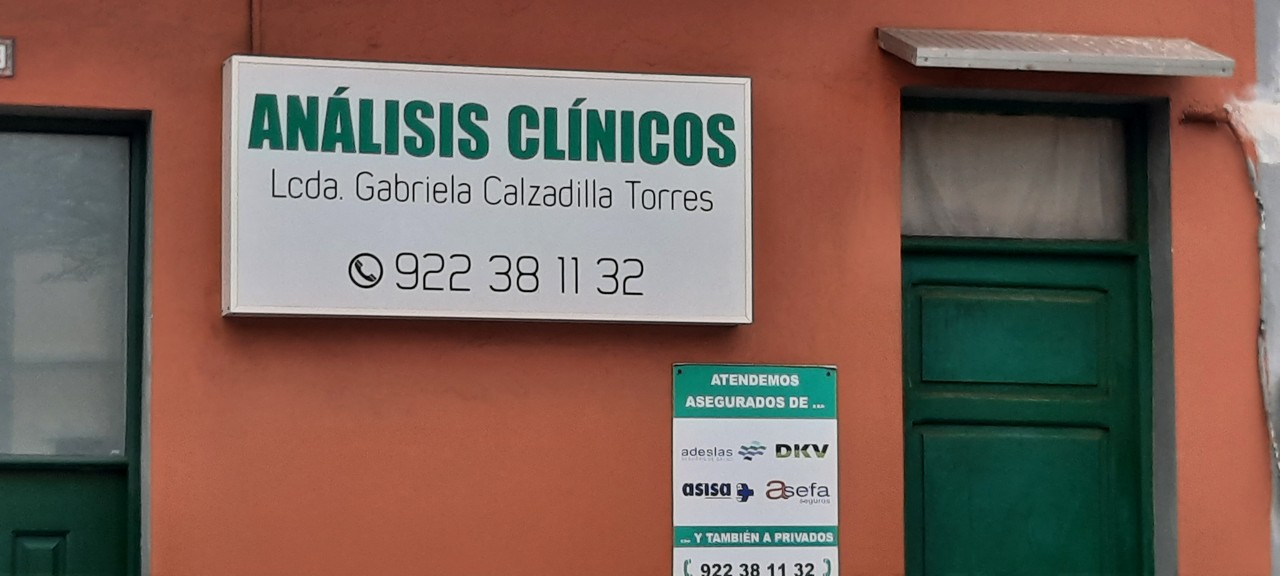 ANÁLISIS CLÍNICOS
Lcda. Gabriela Calzadilla Torres
922 38 11 32
ATENDEMOS
ASEGURADOS DE ...
adeslas DKV
asisa asefa
seguros
... Y TAMBIÉN A PRIVADOS
922 38 11 32